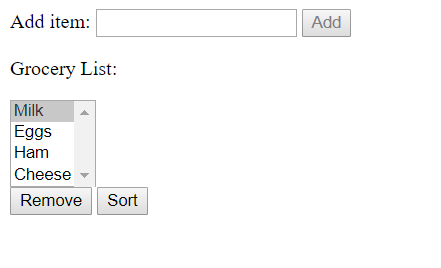 Add item: Add
Grocery List:
Milk
Eggs
Ham
Cheese
Remove Sort